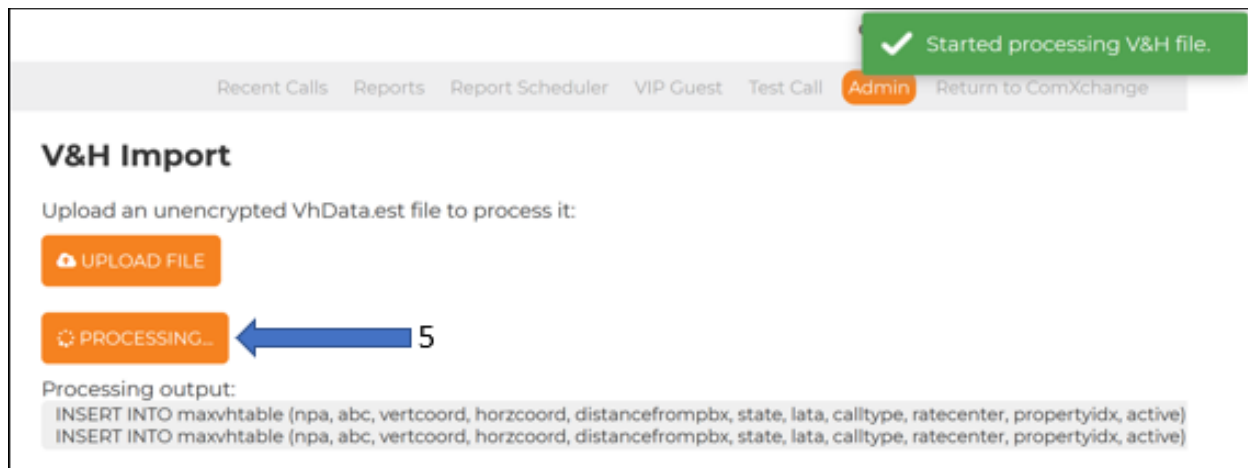 Started processing V&H file.
Recent Calls Reports Report Scheduler VIP Guest Test Call Admin Return to ComXchange
V&H Import
Upload an unencrypted VhData.est file to process it:
UPLOAD FILE
PROCESSING...
5
Processing output:
INSERT INTO maxvhtable (npa, abc, vertcoord, horzcoord, distancefrompbx, state, lata, calltype, ratecenter, propertyidx, active)
INSERT INTO maxvhtable (npa, abc, vertcoord, horzcoord, distancefrompbx, state, lata, calltype, ratecenter, propertyidx, active)